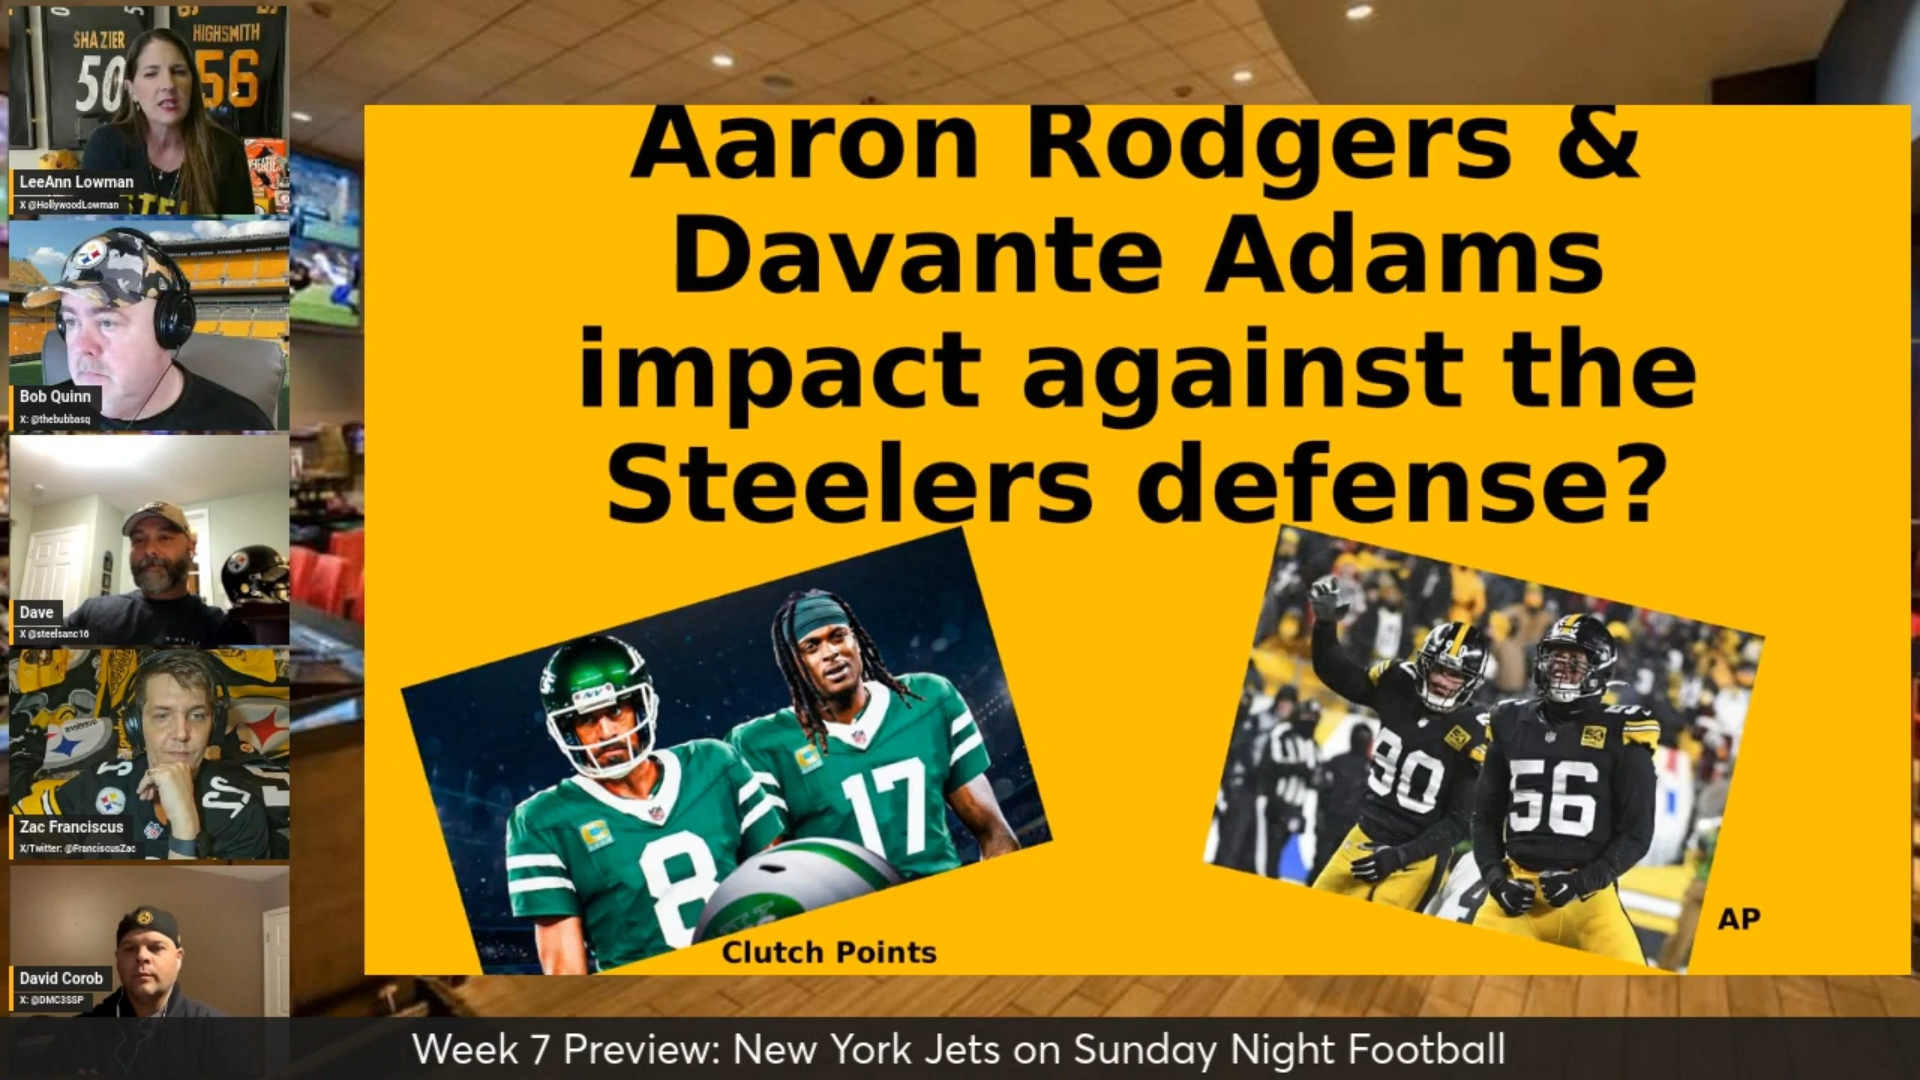 SHAZIER
50
HIGHSMITH
56
LeeAnn Lowman
X @HollywoodLowman
Bob Quinn
X: @thebubbasq
Dave
X @steelsanc16
Zac Franciscus
X/Twitter: @FranciscusZac
David Corob
X: @DMC3SSP
Aaron Rodgers &
Davante Adams
impact against the
Steelers defense?
8
17
90
56
Clutch Points
AP
Week 7 Preview: New York Jets on Sunday Night Football